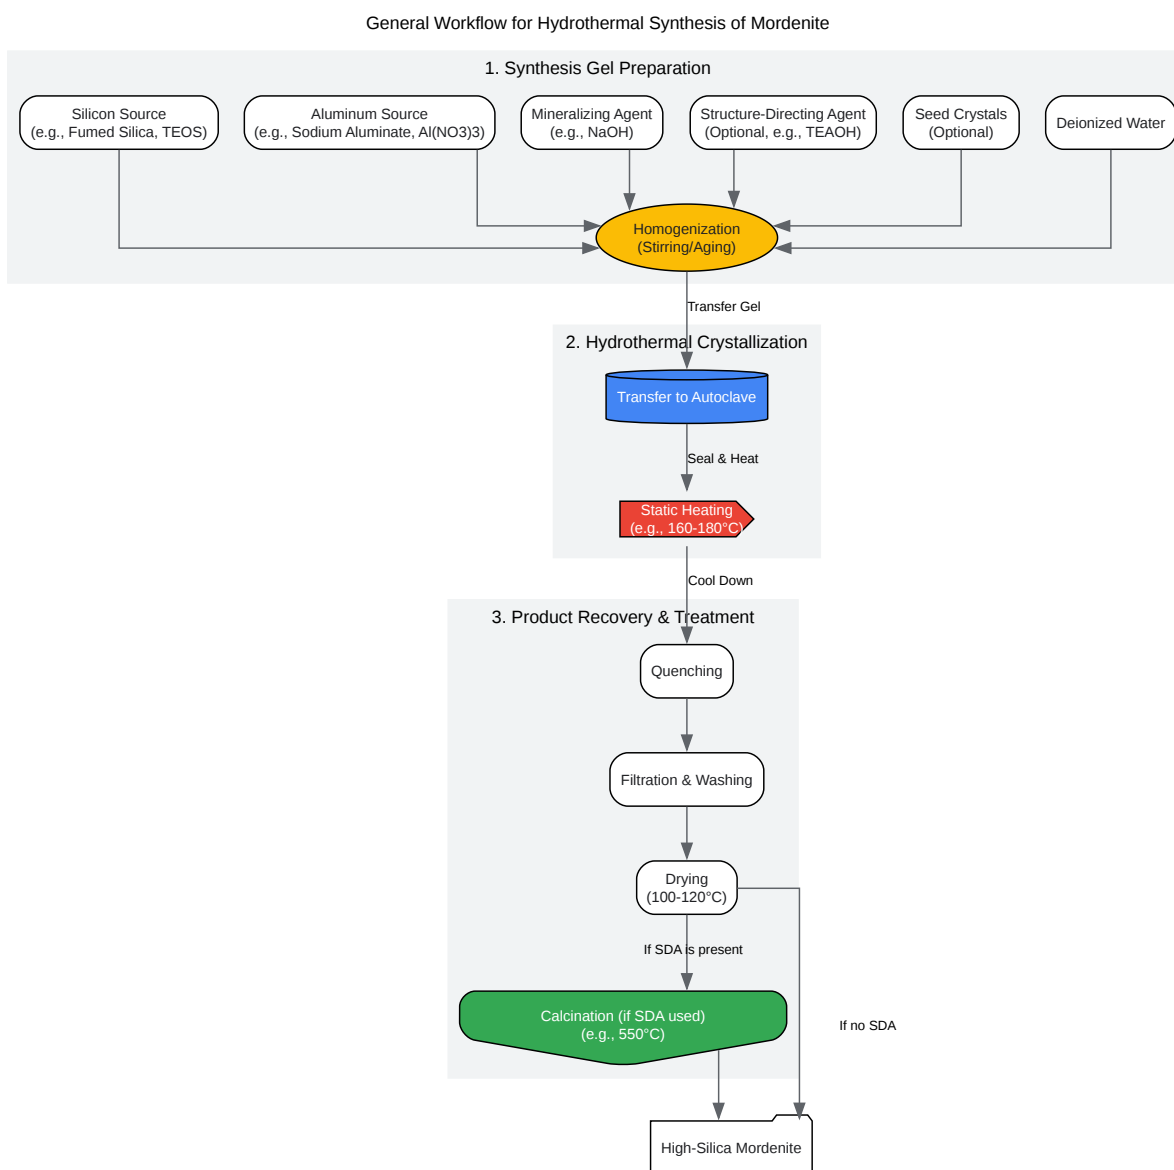 General Workflow for Hydrothermal Synthesis of Mordenite
1. Synthesis Gel Preparation
Silicon Source
(e.g., Fumed Silica, TEOS)
Aluminum Source
(e.g., Sodium Aluminate, Al(NO3)3)
Mineralizing Agent
(e.g., NaOH)
Structure-Directing Agent
(Optional, e.g., TEAOH)
Seed Crystals
(Optional)
Deionized Water
Homogenization
(Stirring/Aging)
Transfer Gel
2. Hydrothermal Crystallization
Transfer to Autoclave
Seal & Heat
Static Heating
(e.g., 160-180°C)
Cool Down
3. Product Recovery & Treatment
Quenching
Filtration & Washing
Drying
(100-120°C)
If SDA is present
Calcination (if SDA used)
(e.g., 550°C)
If no SDA
High-Silica Mordenite